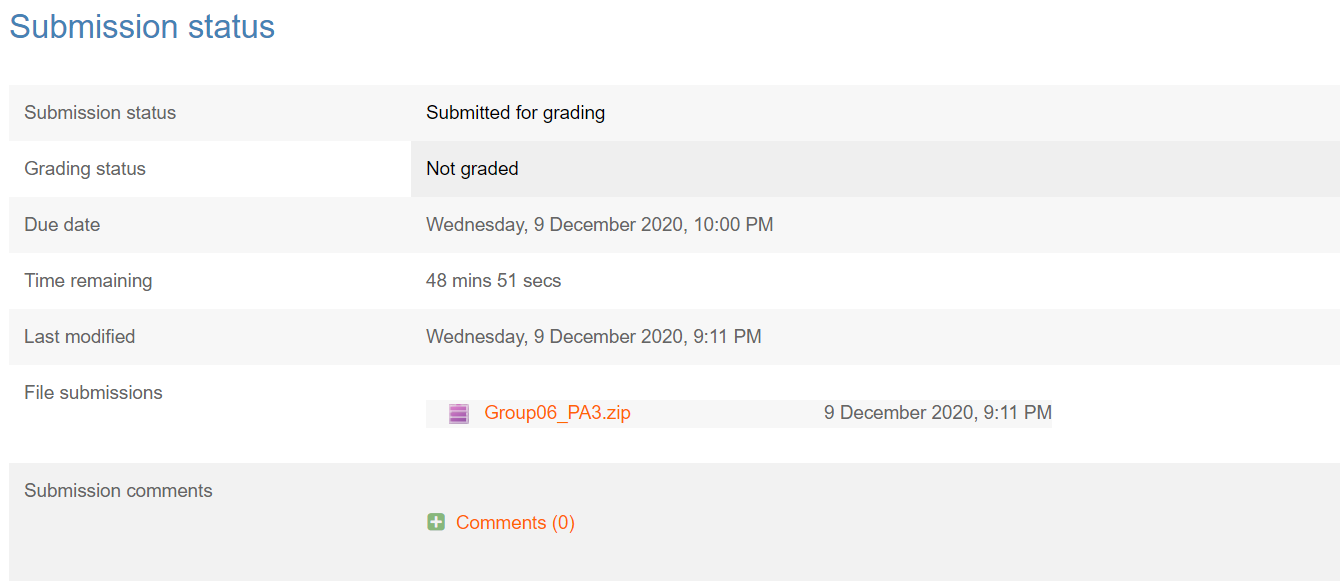 Submission status
Submission status Submitted for grading
Grading status Not graded
Due date Wednesday, 9 December 2020, 10:00 PM
Time remaining 48 mins 51 secs
Last modified Wednesday, 9 December 2020, 9:11 PM
File submissions
Group06_PA3.zip 9 December 2020, 9:11 PM
Submission comments
Comments (0)